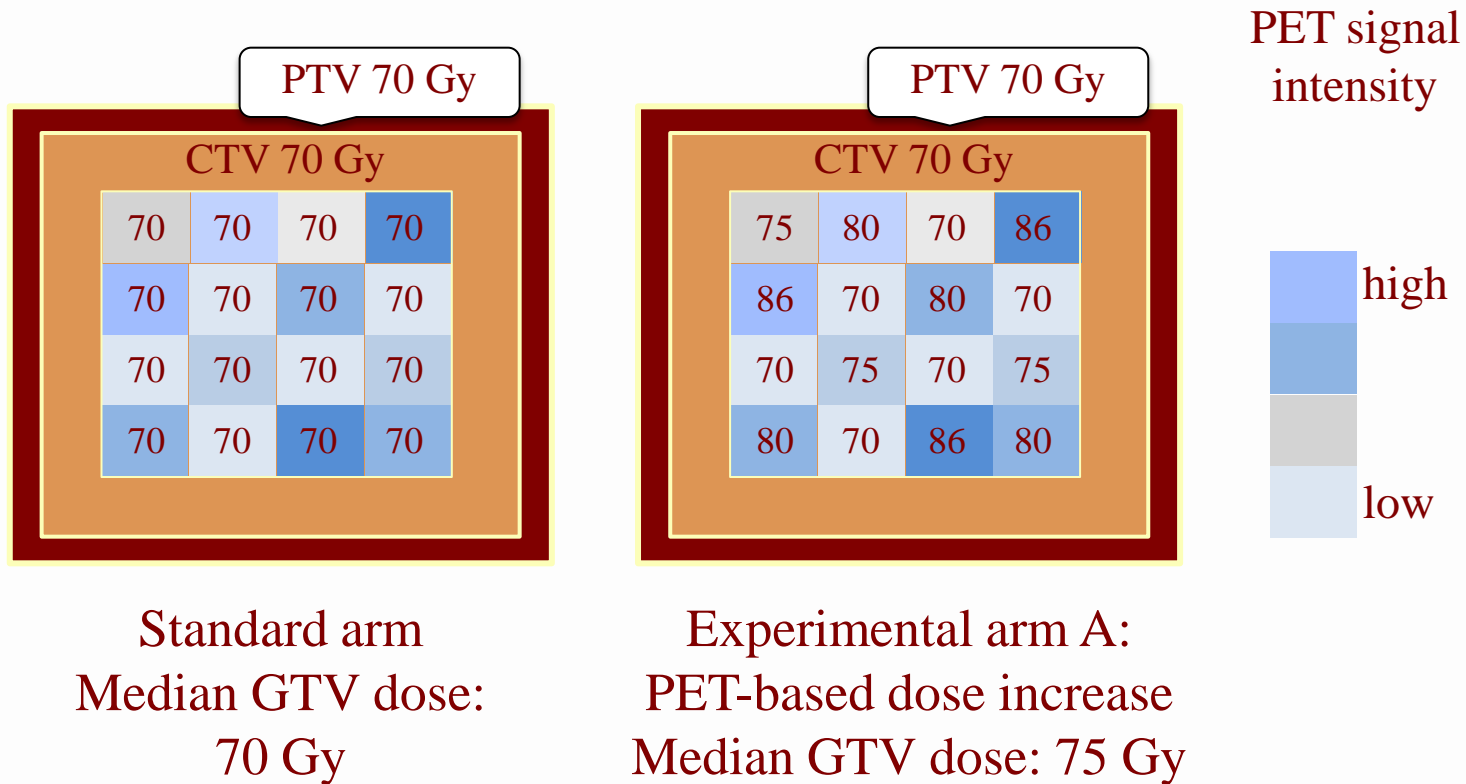 PET signal
intensity
PTV 70 Gy
CTV 70 Gy
70 70 70 70
70 70 70 70
70 70 70 70
70 70 70 70
Standard arm
Median GTV dose:
70 Gy
PTV 70 Gy
CTV 70 Gy
75 80 70 86
86 70 80 70
70 75 70 75
80 70 86 80
Experimental arm A:
PET-based dose increase
Median GTV dose: 75 Gy
high
low